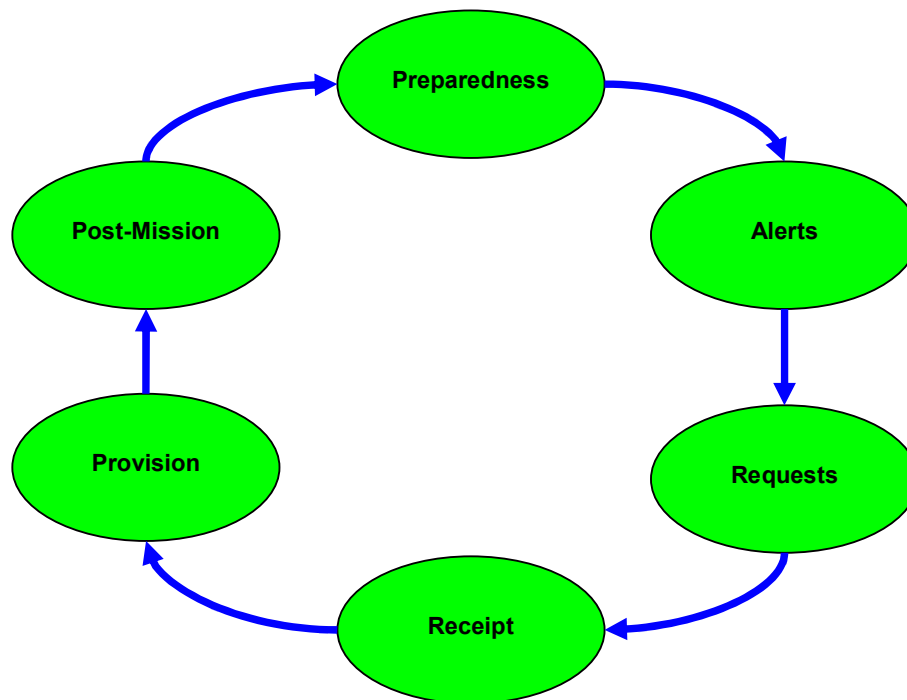 Preparedness
Alerts
Requests
Receipt
Provision
Post-Mission